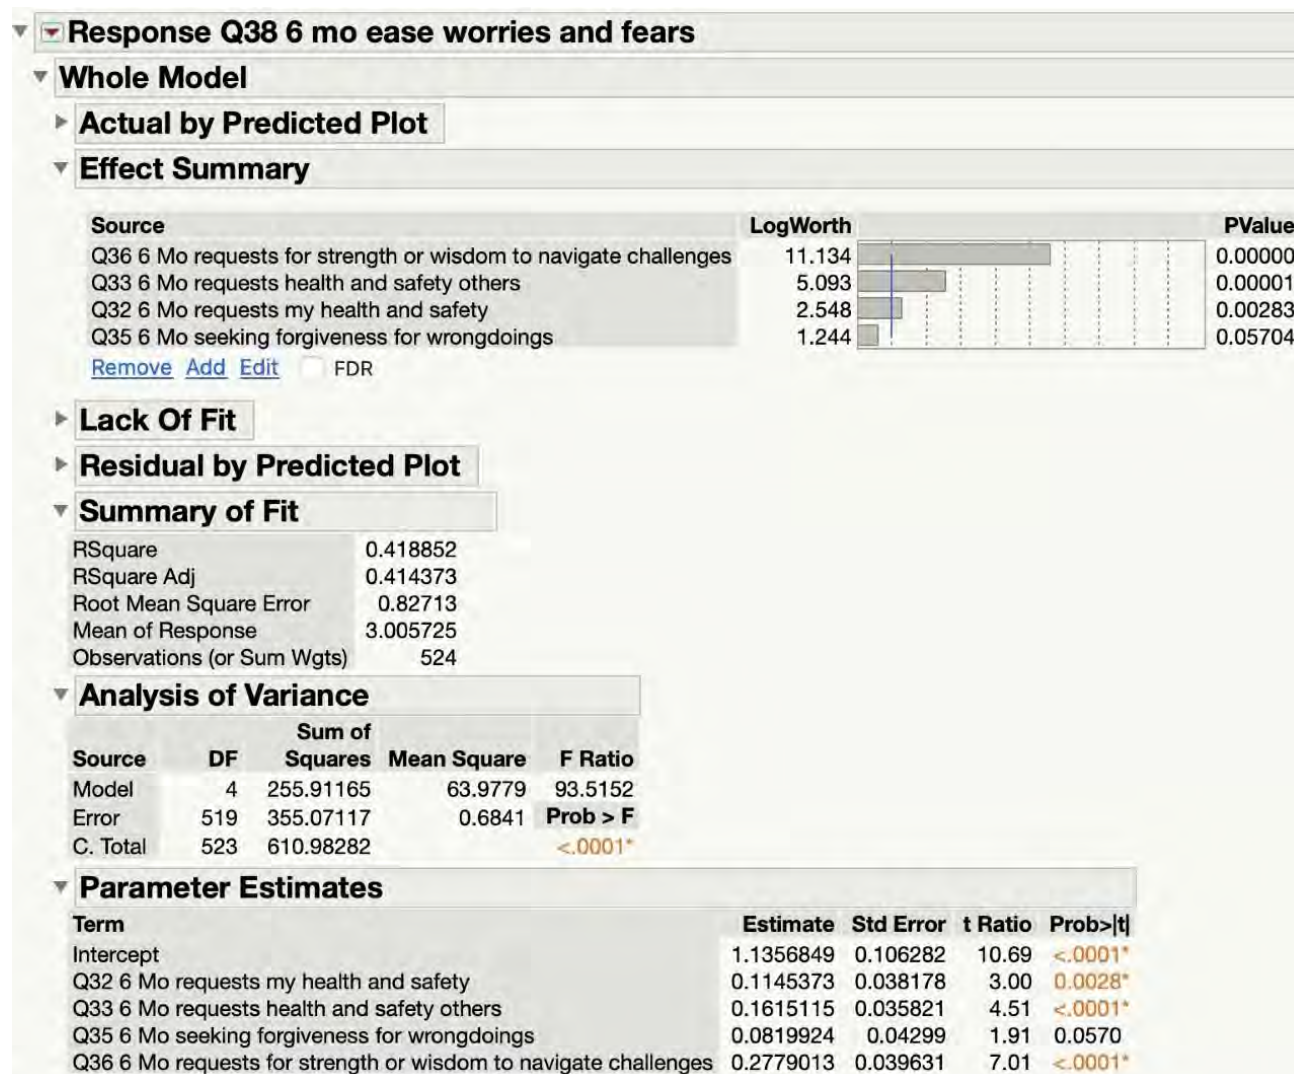 Response Q38 6 mo ease worries and fears
Whole Model
Actual by Predicted Plot
Effect Summary
Source LogWorth PValue
Q36 6 Mo requests for strength or wisdom to navigate challenges 11.134 0.00000
Q33 6 Mo requests health and safety others 5.093 0.00001
Q32 6 Mo requests my health and safety 2.548 0.00283
Q35 6 Mo seeking forgiveness for wrongdoings 1.244 0.05704
Remove Add Edit FDR
Lack Of Fit
Residual by Predicted Plot
Summary of Fit
RSquare 0.418852
RSquare Adj 0.414373
Root Mean Square Error 0.82713
Mean of Response 3.005725
Observations (or Sum Wgts) 524
Analysis of Variance
Sum of
Source DF Squares Mean Square F Ratio
Model 4 255.91165 63.9779 93.5152
Error 519 355.07117 0.6841 Prob > F
C. Total 523 610.98282 <.0001*
Parameter Estimates
Term Estimate Std Error t Ratio Prob>|t|
Intercept 1.1356849 0.106282 10.69 <.0001*
Q32 6 Mo requests my health and safety 0.1145373 0.038178 3.00 0.0028*
Q33 6 Mo requests health and safety others 0.1615115 0.035821 4.51 <.0001*
Q35 6 Mo seeking forgiveness for wrongdoings 0.0819924 0.04299 1.91 0.0570
Q36 6 Mo requests for strength or wisdom to navigate challenges 0.2779013 0.039631 7.01 <.0001*